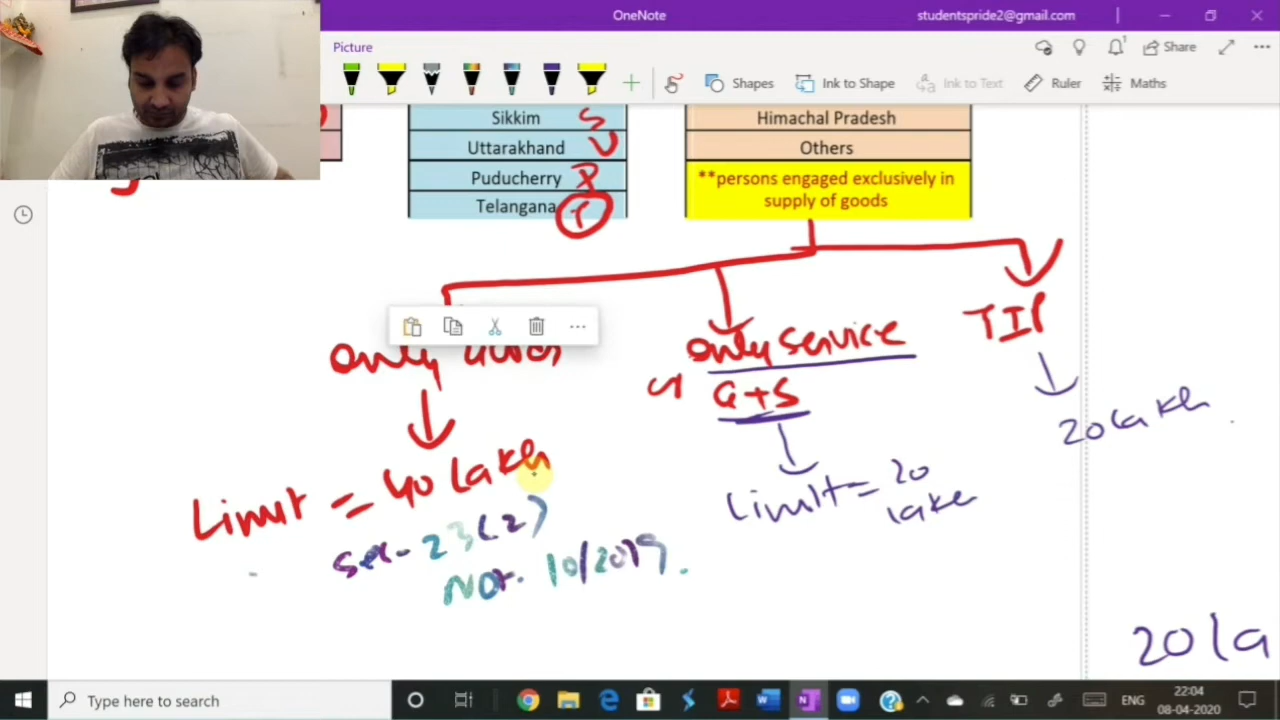 OneNote
studentspride2@gmail.com
Picture
Share
Shapes
Ink to Shape
Ink to Text
Ruler
Maths
Sikkim S
Uttarakhand U
Puducherry P
Telangana T
Himachal Pradesh
Others
**persons engaged exclusively in
supply of goods
only
only service
or G+S
TIP
20 lakh
Limit = 40 Lakh
Limit = 20
lakh
Sec. 23(2)
Not. 10/2019.
20 la
Type here to search
ENG
22:04
08-04-2020